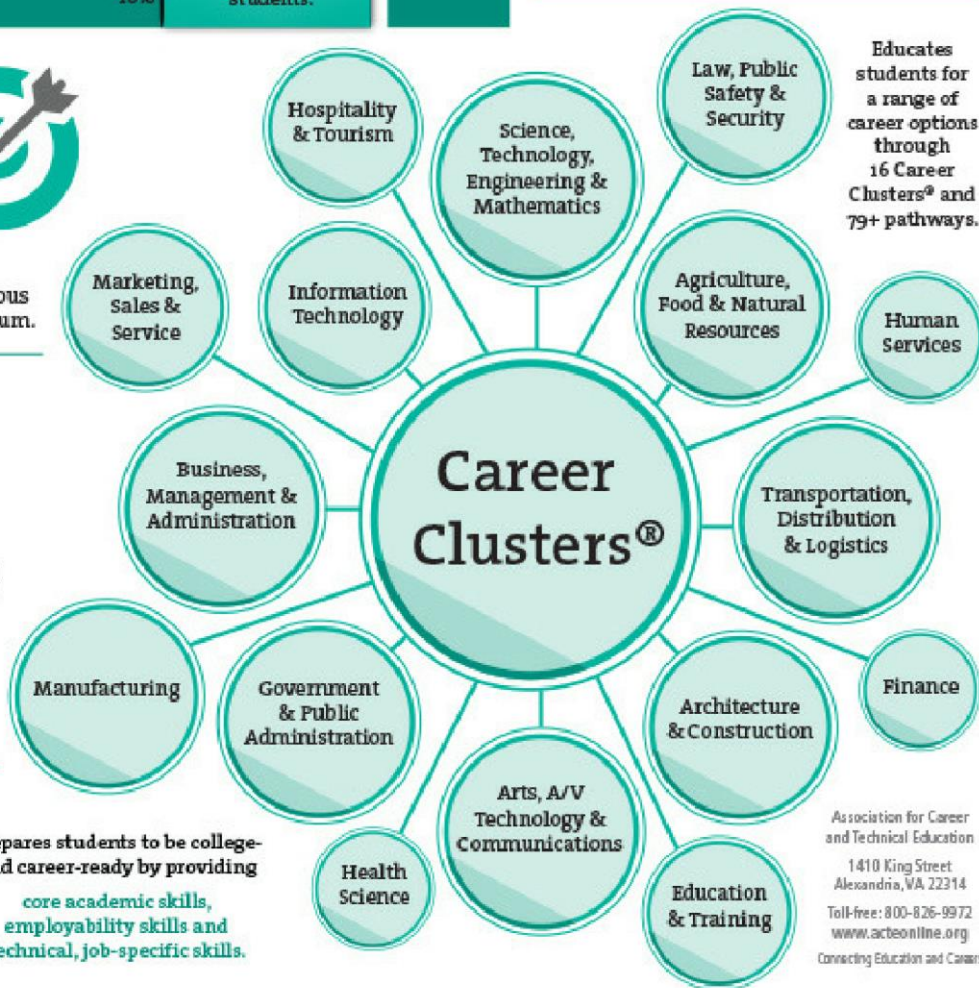 students.
Hospitality
& Tourism
Science,
Technology,
Engineering &
Mathematics
Law, Public
Safety &
Security
Educates
students for
a range of
career options
through
16 Career
Clusters® and
79+ pathways.
Marketing,
Sales &
Service
Information
Technology
Agriculture,
Food & Natural
Resources
Human
Services
ous
um.
Career
Clusters®
Business,
Management &
Administration
Transportation,
Distribution
& Logistics
Manufacturing
Government
& Public
Administration
Architecture
& Construction
Finance
Arts, A/V
Technology &
Communications
Health
Science
Education
& Training
epares students to be college-
d career-ready by providing
core academic skills,
employability skills and
echnical, job-specific skills.
Association for Career
and Technical Education
1410 King Street
Alexandria, VA 22314
Toll-free: 800-826-9972
www.acteonline.org
Connecting Education and Career